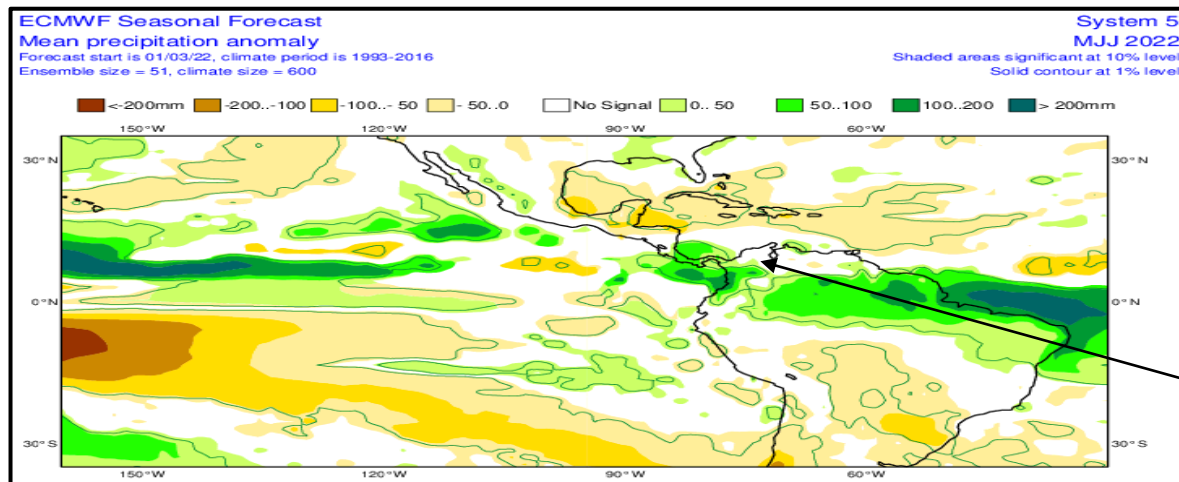 ECMWF Seasonal Forecast System 5
Mean precipitation anomaly MJJ 2022
Forecast start is 01/03/22, climate period is 1993-2016 Shaded areas significant at 10% level
Ensemble size = 51, climate size = 600 Solid contour at 1% level
<-200mm -200..-100 -100..- 50 - 50..0 No Signal 0.. 50 50..100 100..200 > 200mm
150°W 120°W 90°W 60°W
30°N 30°N
0°N 0°N
30°S 30°S
150°W 120°W 90°W 60°W